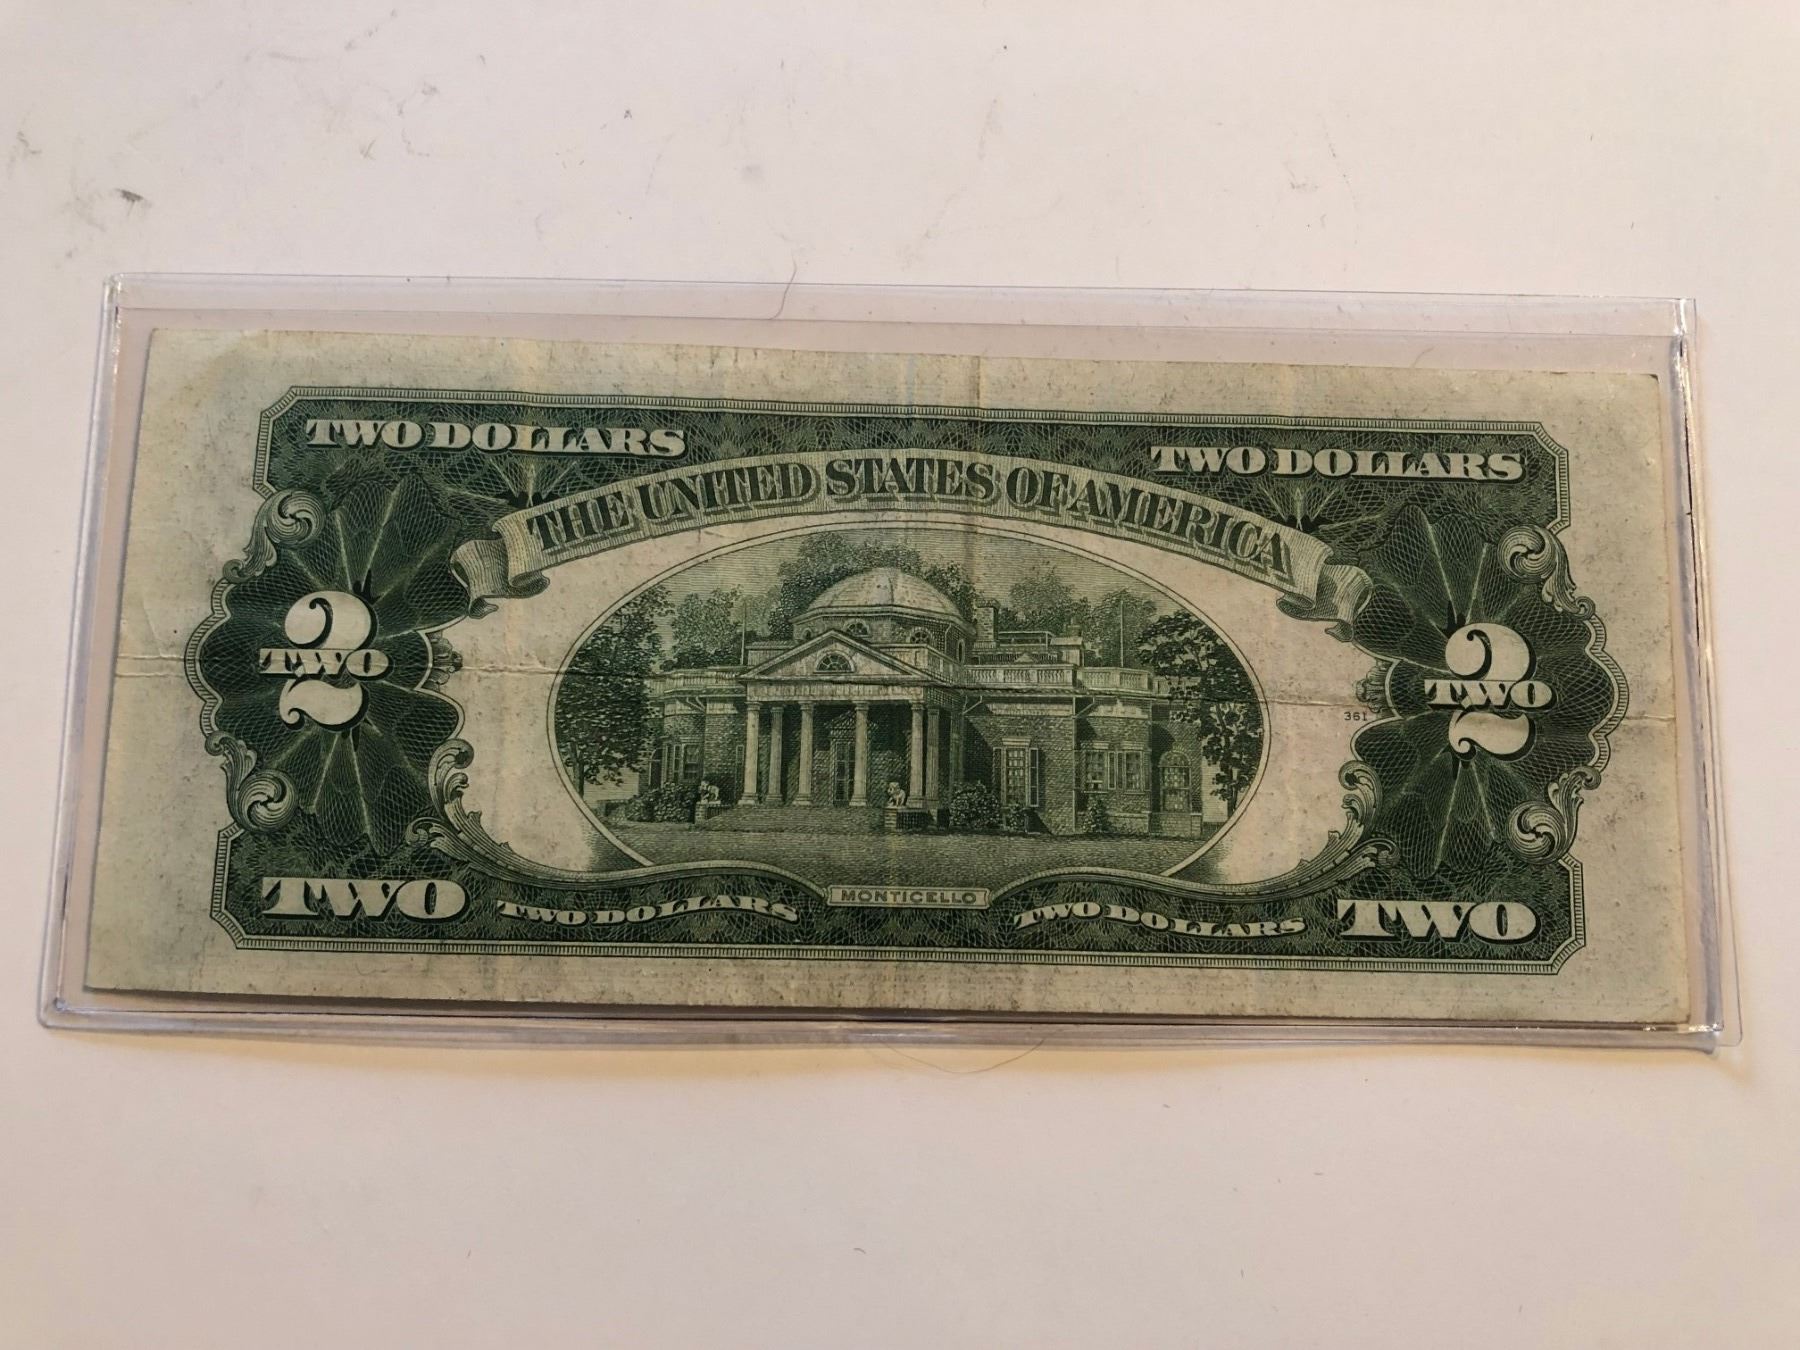 TWO DOLLARS
TWO DOLLARS
THE UNITED STATES OF AMERICA
2
TWO
2
TWO
361
TWO
TWO DOLLARS
MONTICELLO
TWO DOLLARS
TWO